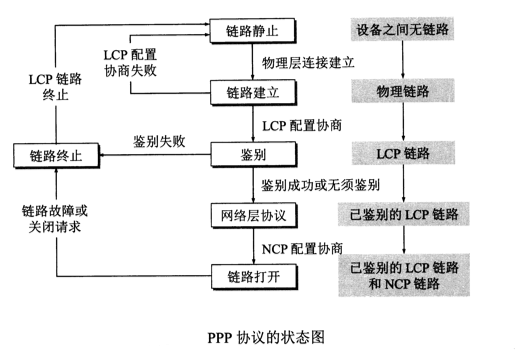 链路静止
设备之间无链路
LCP 配置
协商失败
物理层连接建立
LCP 链路
终止
链路建立
物理链路
LCP 配置协商
鉴别失败
链路终止
鉴别
LCP 链路
鉴别成功或无须鉴别
链路故障或
关闭请求
网络层协议
已鉴别的 LCP 链路
NCP 配置协商
链路打开
已鉴别的 LCP 链路
和 NCP 链路
PPP 协议的状态图